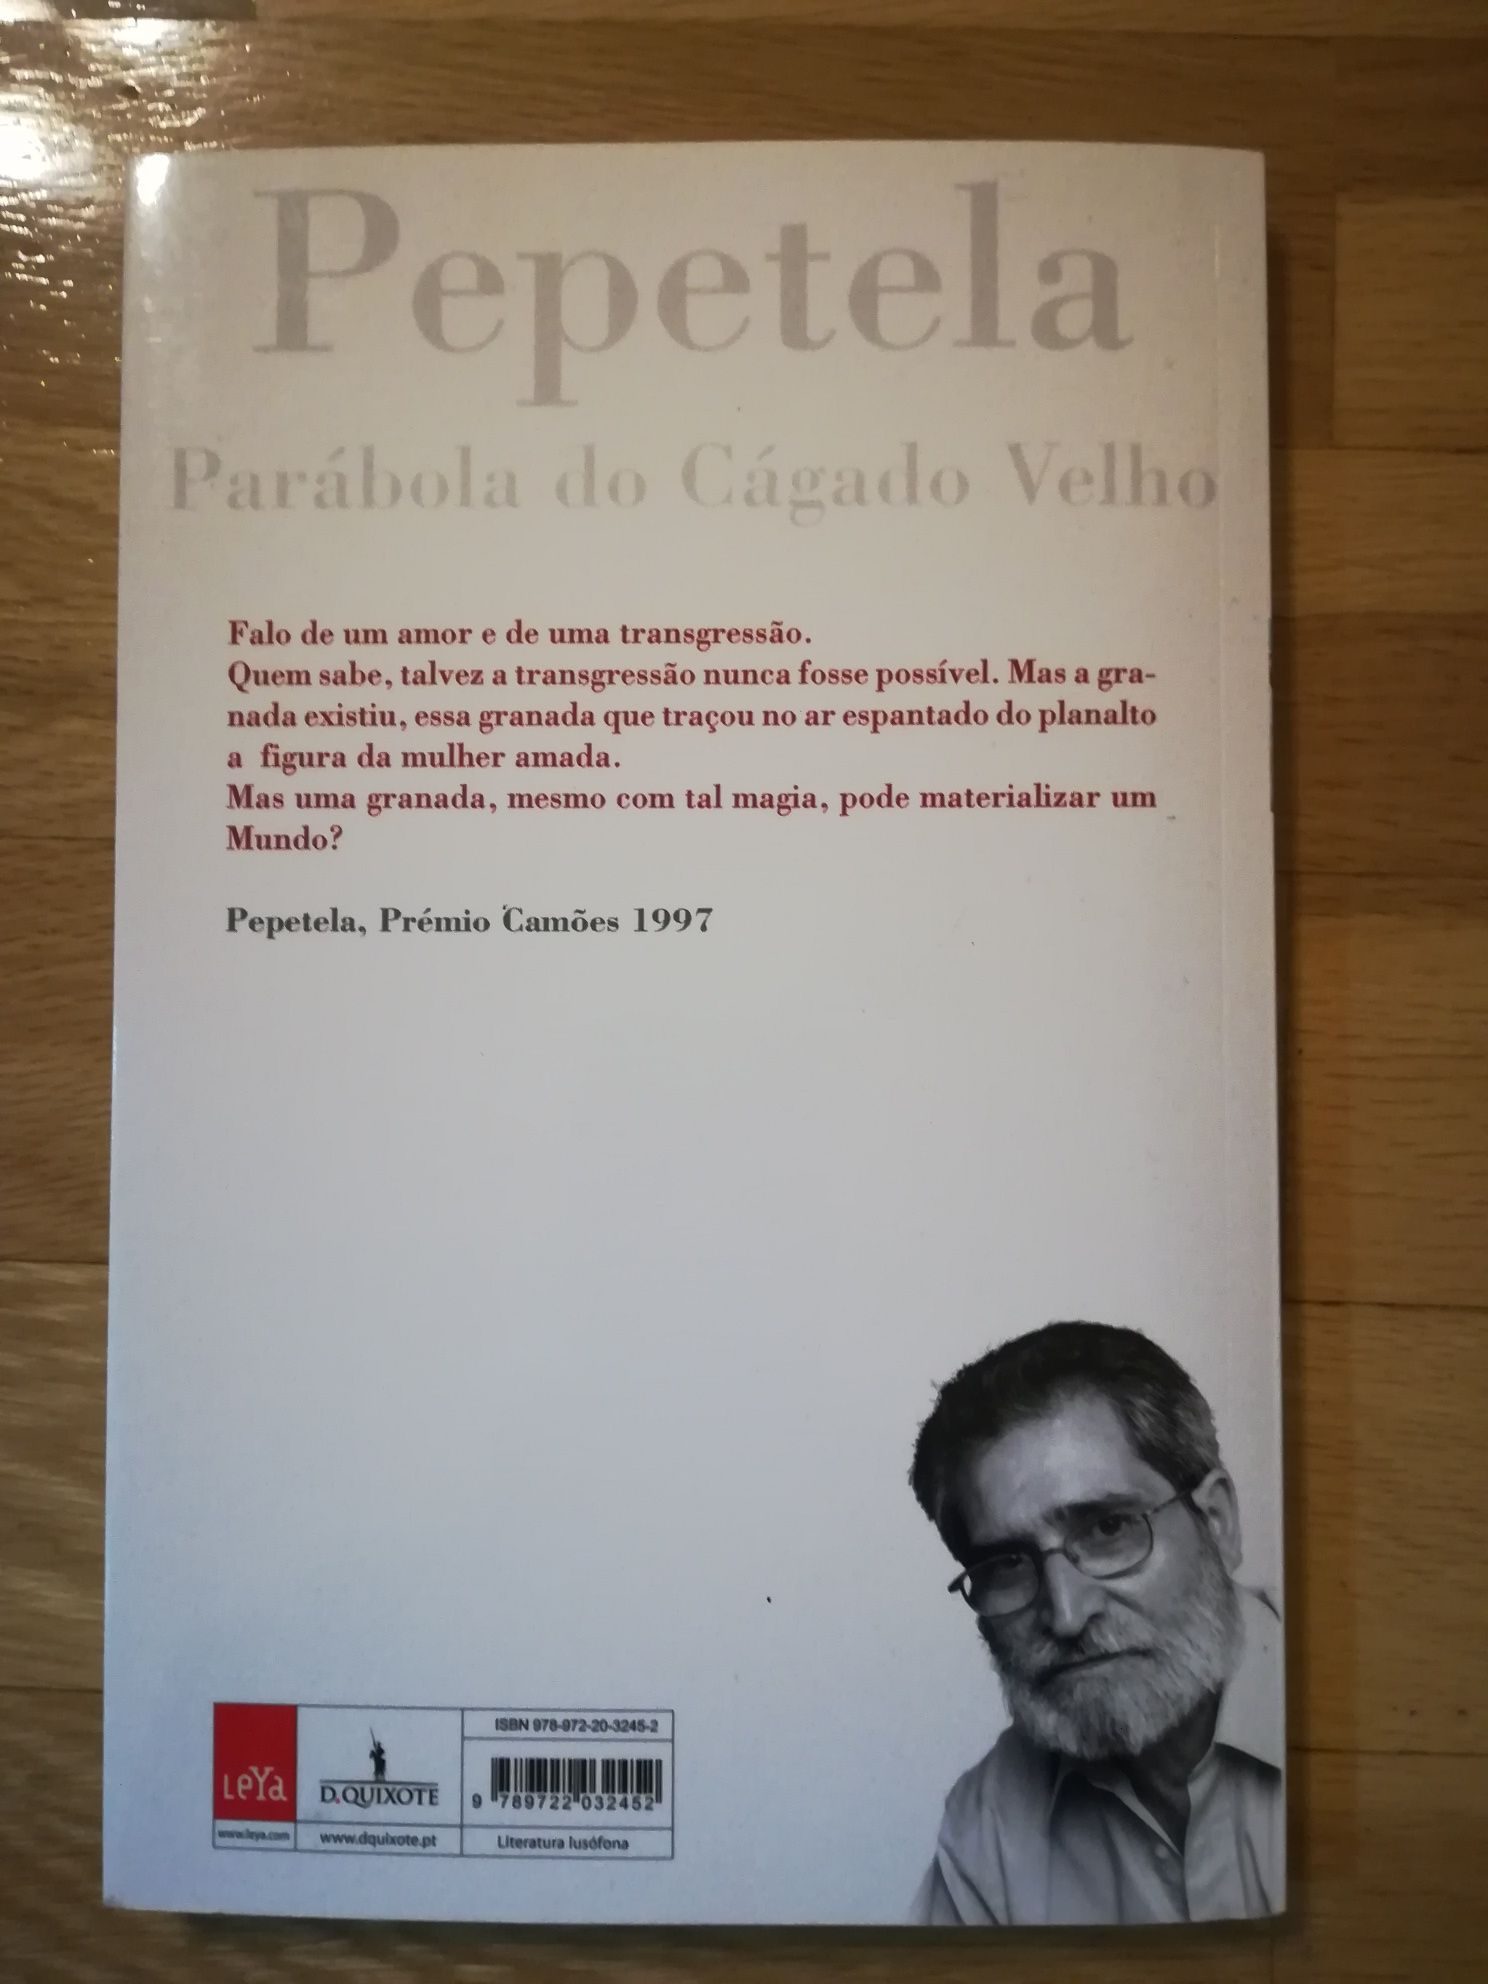 Pepetela
Parábola do Cágado Velho
Falo de um amor e de uma transgressão.
Quem sabe, talvez a transgressão nunca fosse possível. Mas a gra-
nada existiu, essa granada que traçou no ar espantado do planalto
a figura da mulher amada.
Mas uma granada, mesmo com tal magia, pode materializar um
Mundo?
Pepetela, Prémio Camões 1997
LeYa
www.leya.com
D.QUIXOTE
www.dquixote.pt
ISBN 978-972-20-3245-2
9 789722 032452
Literatura lusófona